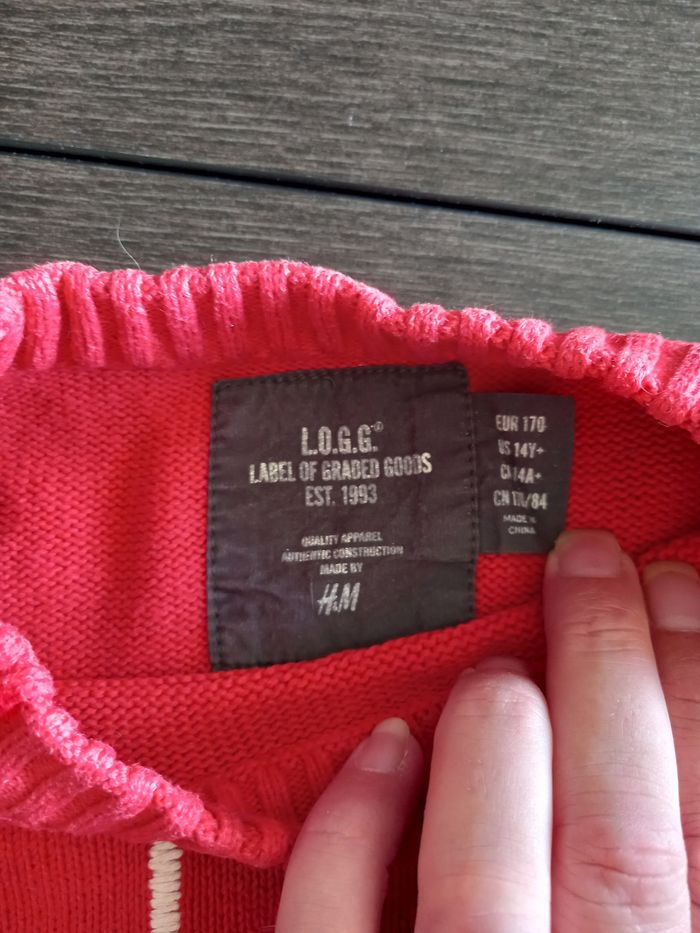 L.O.G.G.®
LABEL OF GRADED GOODS
EST. 1993
QUALITY APPAREL
AUTHENTIC CONSTRUCTION
MADE BY
H&M
EUR 170
US 14Y+
14A+
CN /84
MADE IN
CHINA